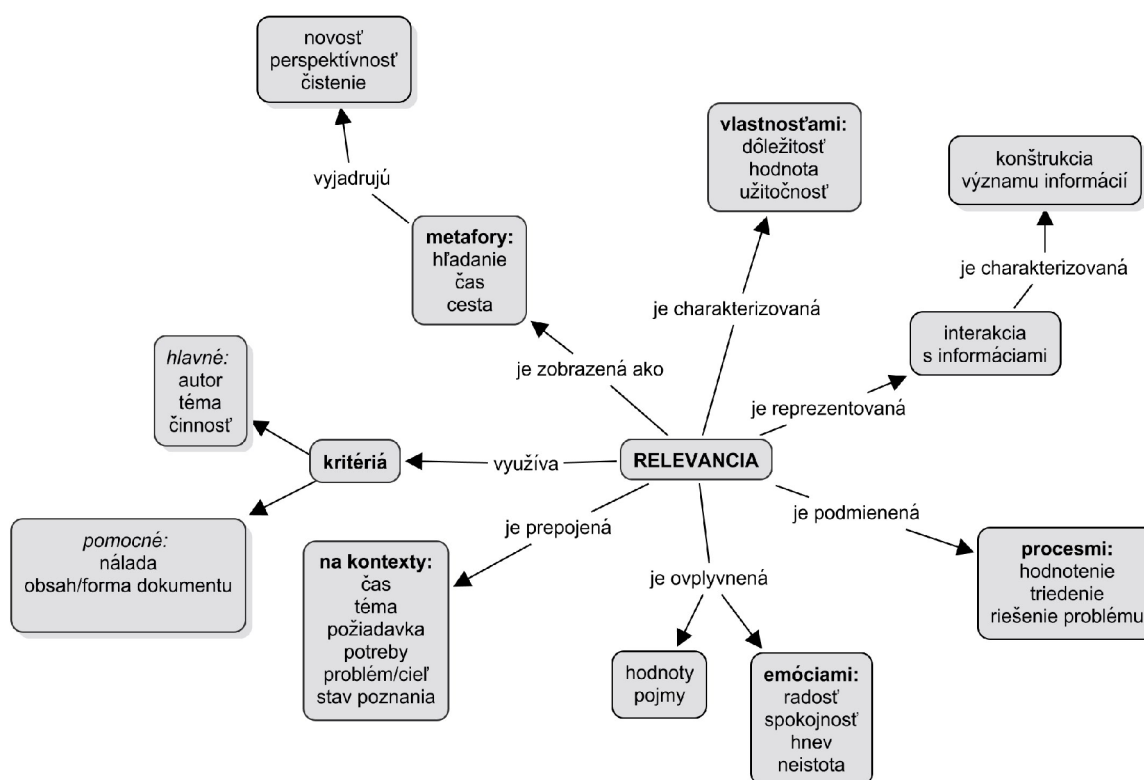 novosť
perspektívnosť
čistenie
vyjadrujú
metafory:
hľadanie
čas
cesta
vlastnosťami:
dôležitosť
hodnota
užitočnosť
konštrukcia
významu informácií
je charakterizovaná
je charakterizovaná
interakcia
s informáciami
je zobrazená ako
je reprezentovaná
hlavné:
autor
téma
činnosť
kritériá
využíva
RELEVANCIA
pomocné:
nálada
obsah/forma dokumentu
je prepojená
na kontexty:
čas
téma
požiadavka
potreby
problém/cieľ
stav poznania
je ovplyvnená
hodnoty
pojmy
emóciami:
radosť
spokojnosť
hnev
neistota
je podmienená
procesmi:
hodnotenie
triedenie
riešenie problému